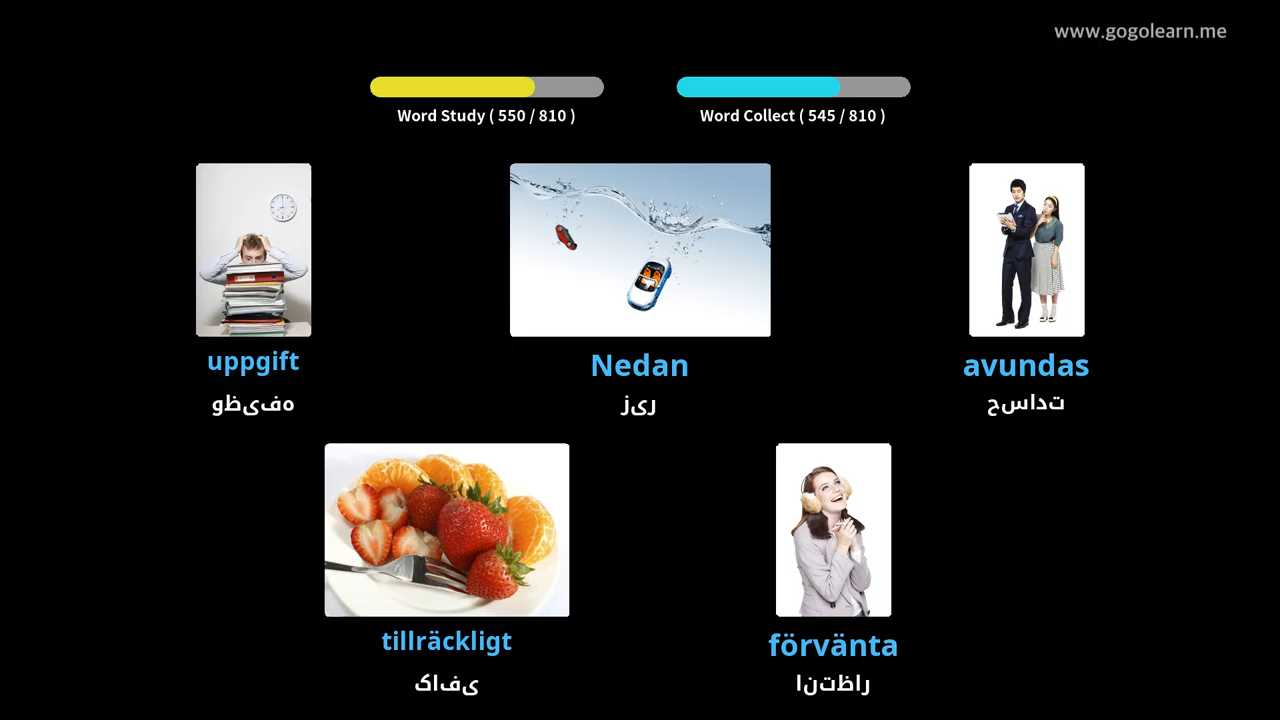 www.gogolearn.me
Word Study ( 550 / 810 )
Word Collect ( 545 / 810 )
uppgift
هفیظو
Nedan
ریز
avundas
تداسح
tillräckligt
یفاک
förvänta
راظتنا